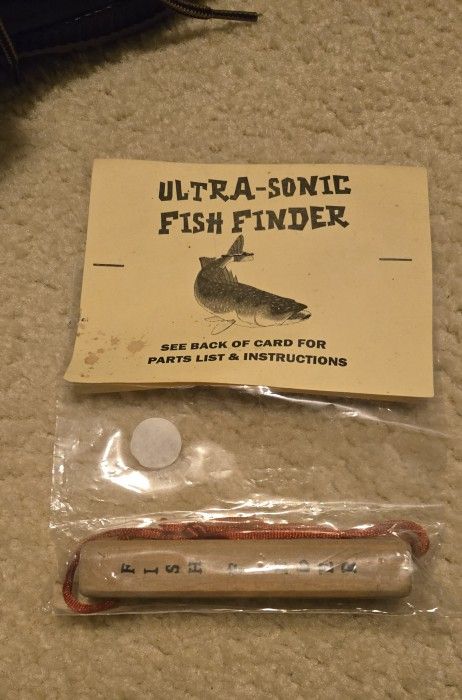 ULTRA-SONIC
FISH FINDER
SEE BACK OF CARD FOR
PARTS LIST & INSTRUCTIONS
FISH